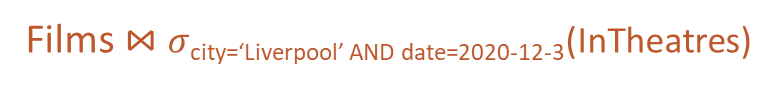 Films ⋈ σcity=‘Liverpool’ AND date=2020-12-3(InTheatres)